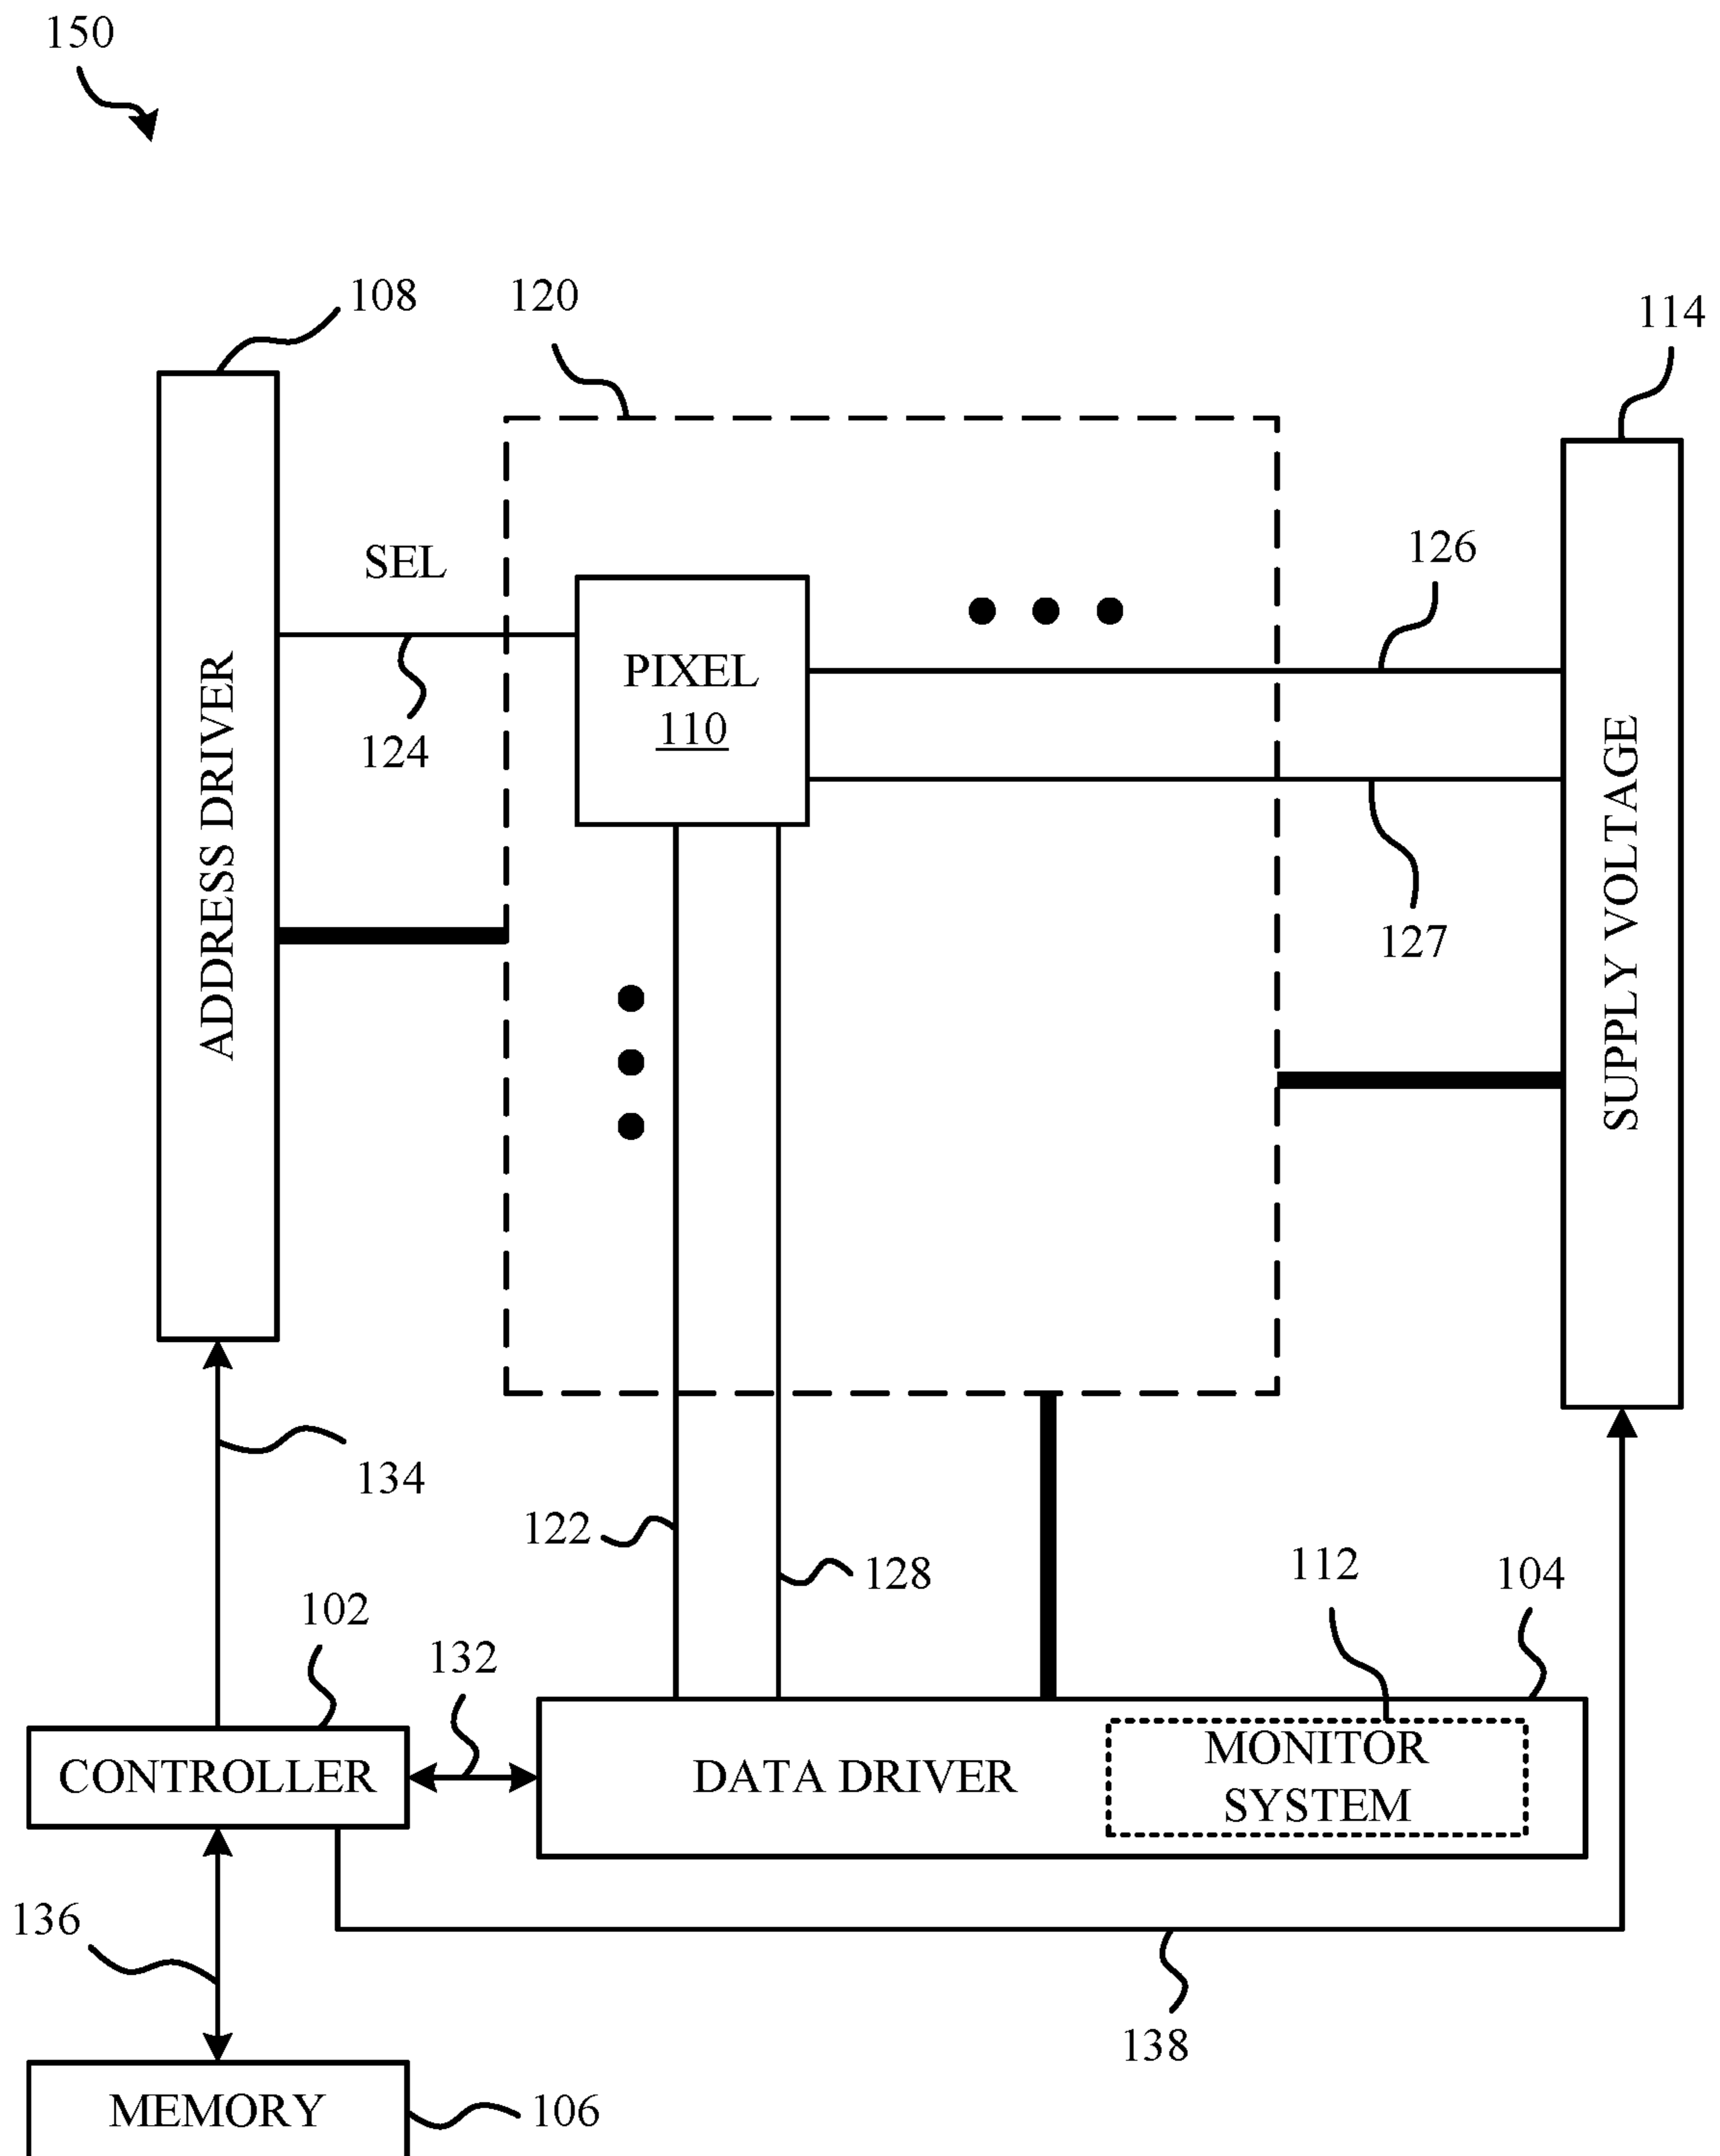 150
108
120
114
SEL
126
PIXEL
110
124
127
ADDRESS DRIVER
SUPPLY VOLTAGE
134
122
128
112
104
102
132
CONTROLLER
DATA DRIVER
MONITOR
SYSTEM
136
138
MEMORY
106